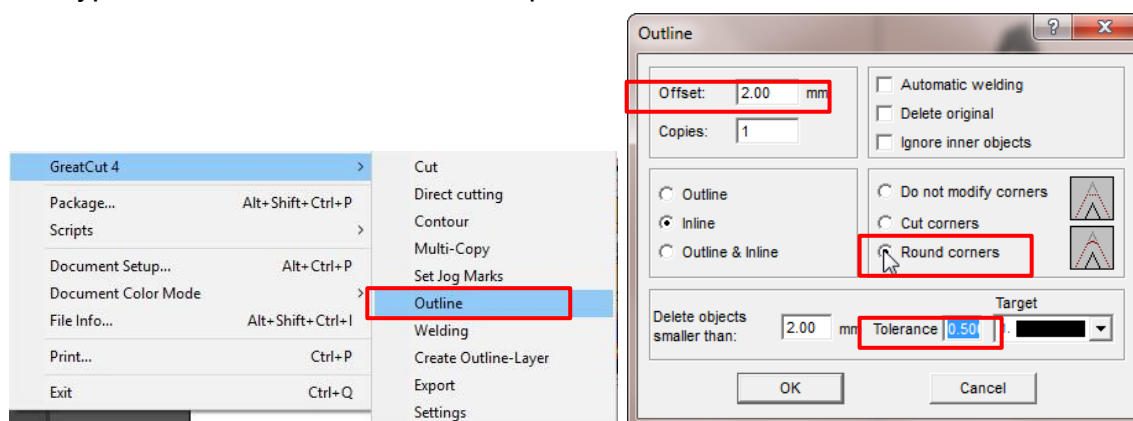 Outline
Offset: 2.00 mm
Copies: 1
Automatic welding
Delete original
Ignore inner objects
Outline
Inline
Outline & Inline
Do not modify corners
Cut corners
Round corners
Delete objects
smaller than: 2.00 mm
Tolerance 0.50
Target
1.
OK Cancel
GreatCut 4 >
Package... Alt+Shift+Ctrl+P
Scripts >
Document Setup... Alt+Ctrl+P
Document Color Mode >
File Info... Alt+Shift+Ctrl+I
Print... Ctrl+P
Exit Ctrl+Q
Cut
Direct cutting
Contour
Multi-Copy
Set Jog Marks
Outline
Welding
Create Outline-Layer
Export
Settings